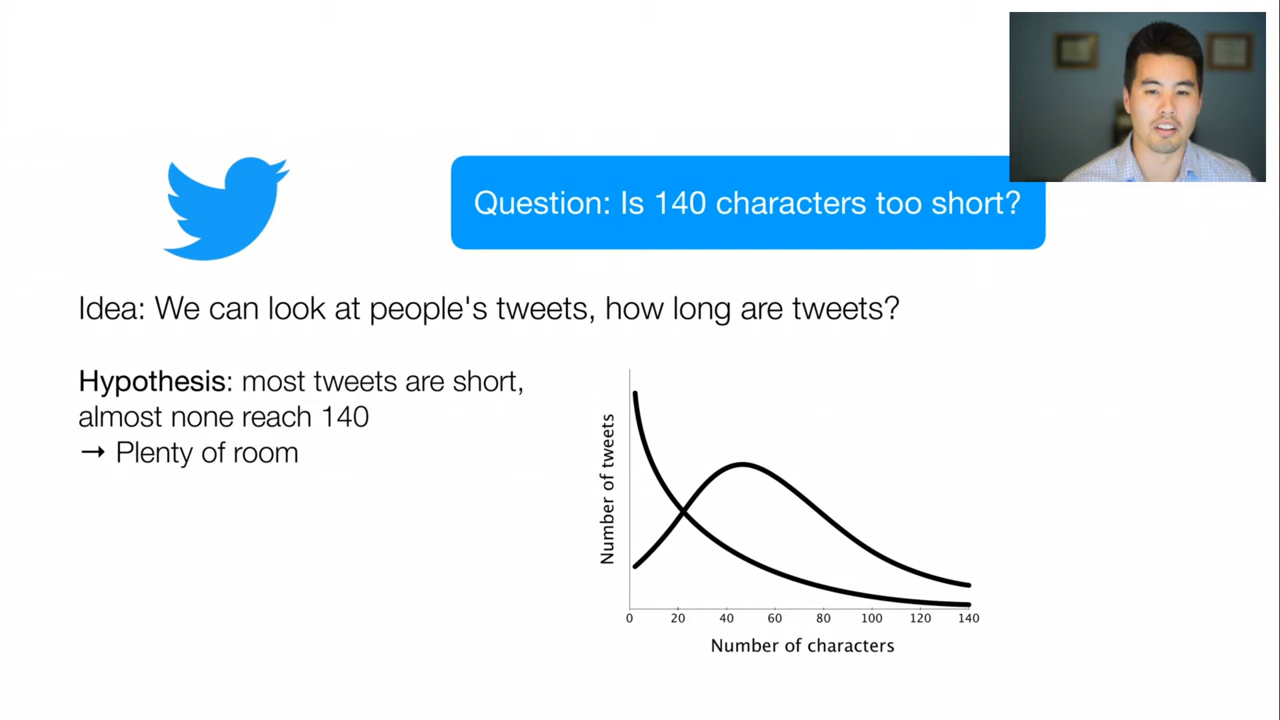 Question: Is 140 characters too short?
Idea: We can look at people's tweets, how long are tweets?
Hypothesis: most tweets are short,
almost none reach 140
→ Plenty of room
Number of tweets
0 20 40 60 80 100 120 140
Number of characters